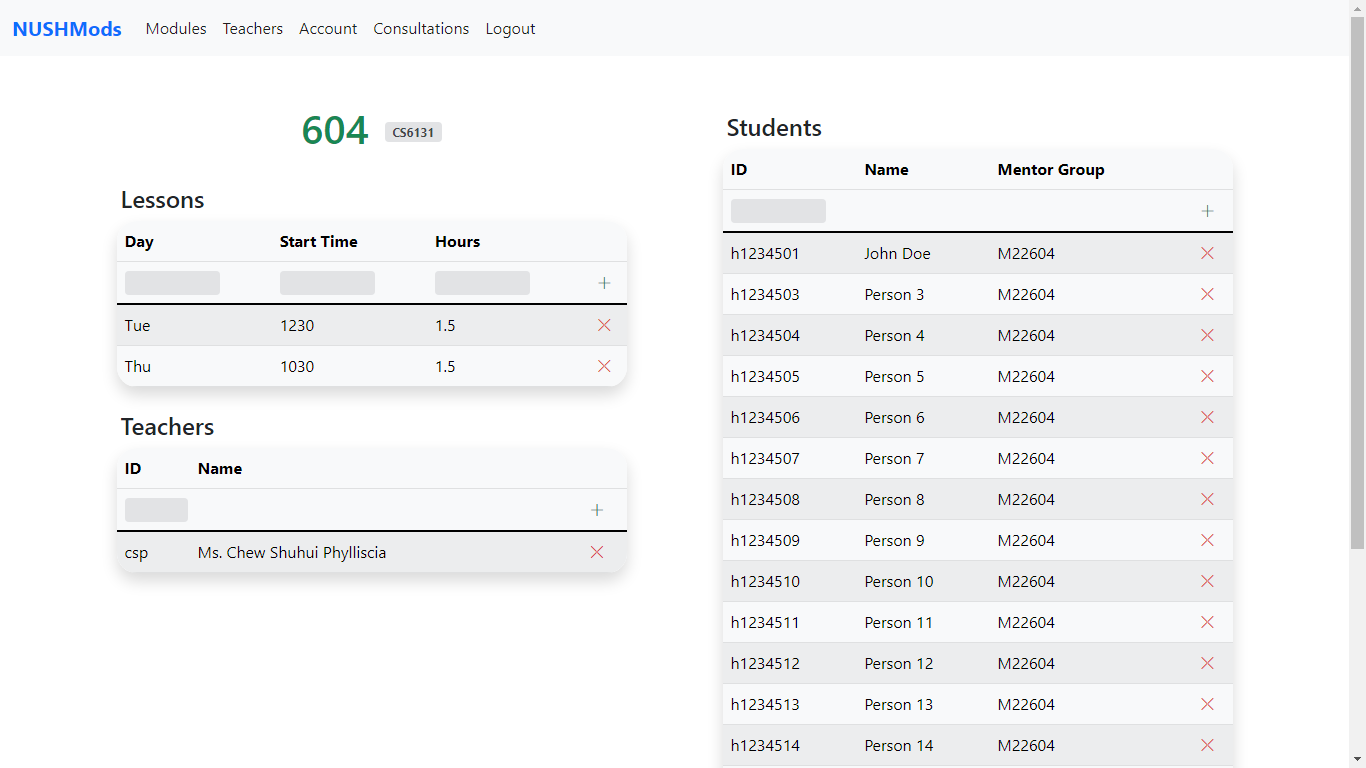 NUSHMods Modules Teachers Account Consultations Logout
604 CS6131
Lessons
Day Start Time Hours
Tue 1230 1.5
Thu 1030 1.5
Teachers
ID Name
csp Ms. Chew Shuhui Phylliscia
Students
ID Name Mentor Group
h1234501 John Doe M22604
h1234503 Person 3 M22604
h1234504 Person 4 M22604
h1234505 Person 5 M22604
h1234506 Person 6 M22604
h1234507 Person 7 M22604
h1234508 Person 8 M22604
h1234509 Person 9 M22604
h1234510 Person 10 M22604
h1234511 Person 11 M22604
h1234512 Person 12 M22604
h1234513 Person 13 M22604
h1234514 Person 14 M22604